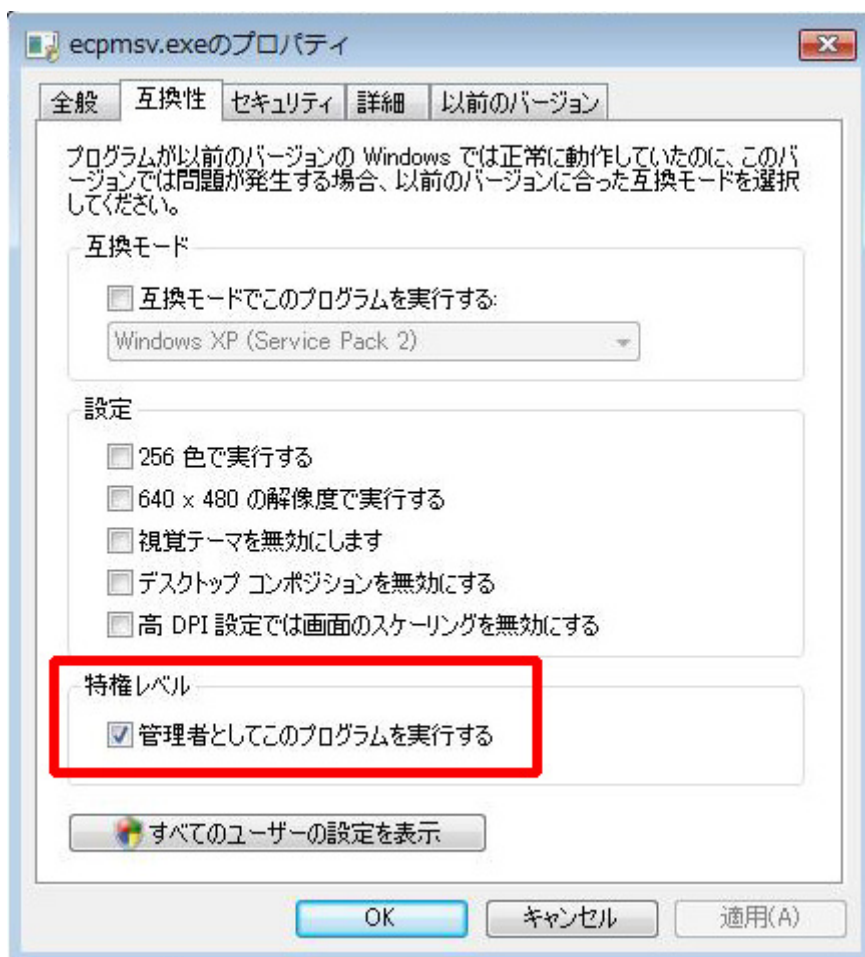 ecpmsv.exeのプロパティ
全般 互換性 セキュリティ 詳細 以前のバージョン
プログラムが以前のバージョンの Windows では正常に動作していたのに、このバ
ージョンでは問題が発生する場合、以前のバージョンに合った互換モードを選択
してください。
互換モード
互換モードでこのプログラムを実行する:
Windows XP (Service Pack 2)
設定
256 色で実行する
640 x 480 の解像度で実行する
視覚テーマを無効にします
デスクトップ コンポジションを無効にする
高 DPI 設定では画面のスケーリングを無効にする
特権レベル
管理者としてこのプログラムを実行する
すべてのユーザーの設定を表示
OK キャンセル 適用(A)